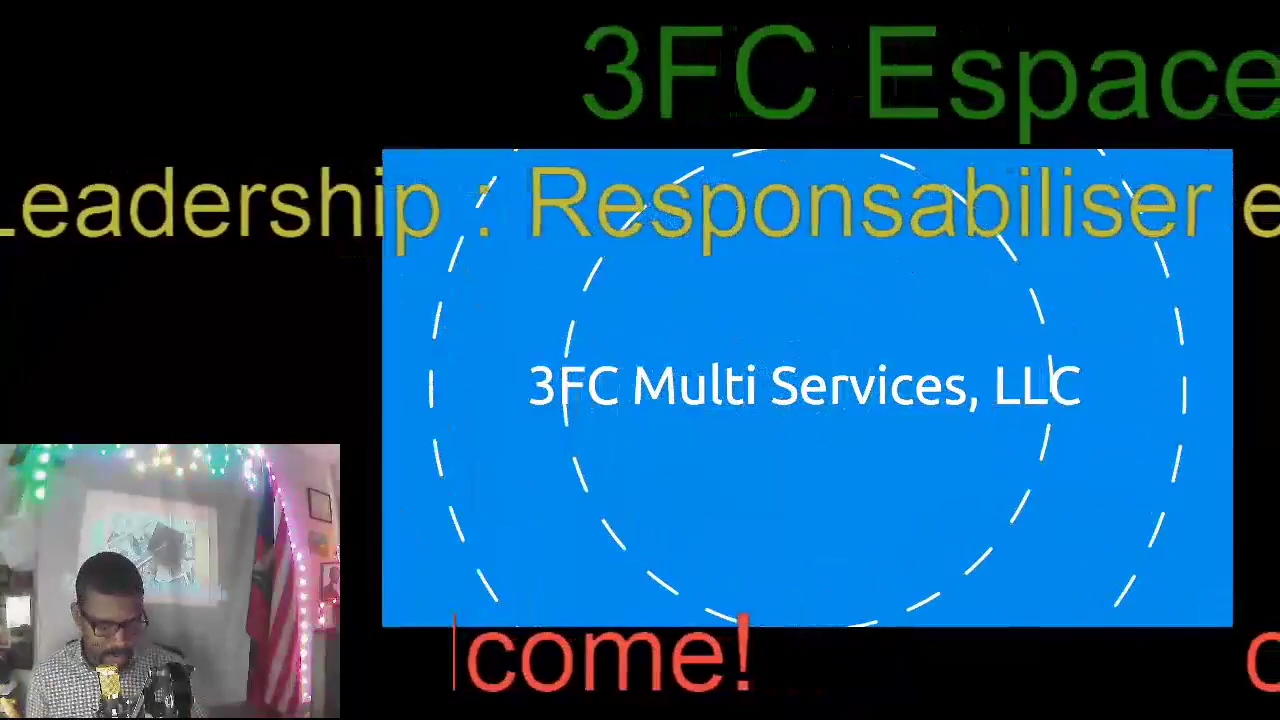 3FC Espace
Leadership : Responsabiliser e
3FC Multi Services, LLC
come!